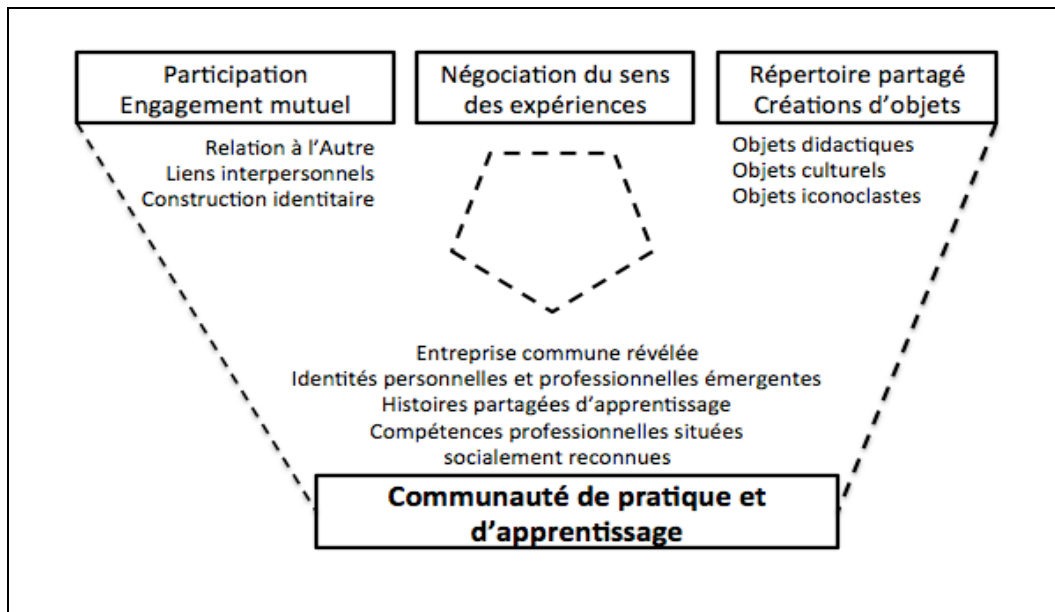 Participation
Engagement mutuel
Négociation du sens
des expériences
Répertoire partagé
Créations d’objets
Relation à l’Autre
Liens interpersonnels
Construction identitaire
Objets didactiques
Objets culturels
Objets iconoclastes
Entreprise commune révélée
Identités personnelles et professionnelles émergentes
Histoires partagées d’apprentissage
Compétences professionnelles situées
socialement reconnues
Communauté de pratique et
d’apprentissage